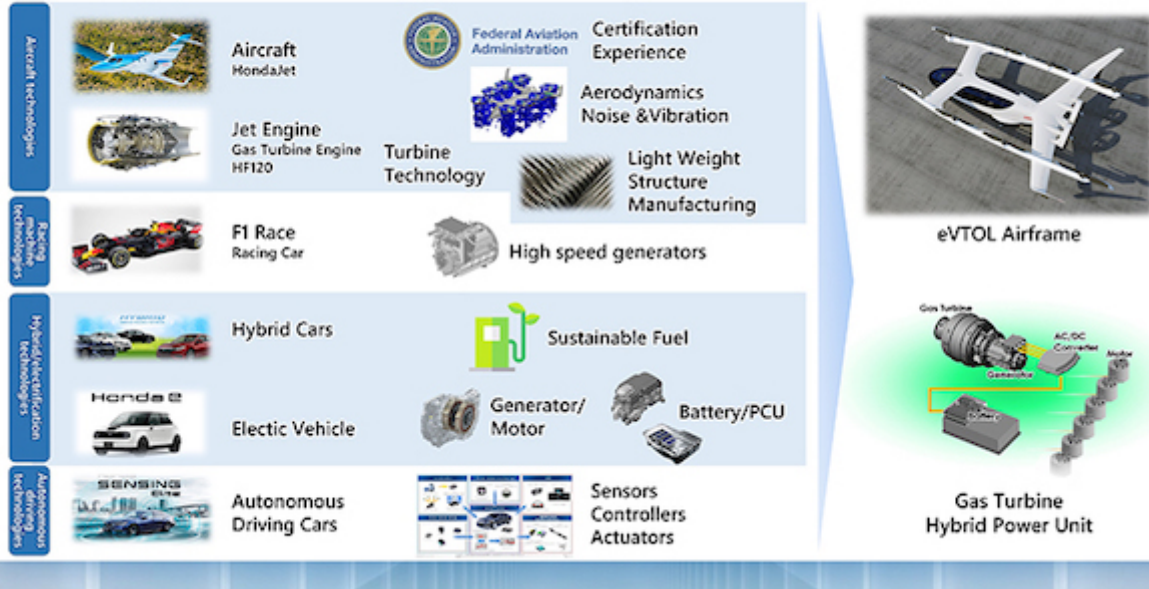 Aircraft technologies
Aircraft
HondaJet
Federal Aviation
Administration
Certification
Experience
Aerodynamics
Noise &Vibration
Jet Engine
Gas Turbine Engine
HF120
Turbine
Technology
Light Weight
Structure
Manufacturing
Racing
machine
technologies
F1 Race
Racing Car
High speed generators
Hybrid/electrification
technologies
HYBRID
Hybrid Cars
Sustainable Fuel
Honda e
Electic Vehicle
Generator/
Motor
Battery/PCU
Autonomous
driving
technologies
SENSING
Elite
Autonomous
Driving Cars
Sensors
Controllers
Actuators
eVTOL Airframe
Gas Turbine
AC/DC
Converter
Motor
Generator
Battery
Gas Turbine
Hybrid Power Unit